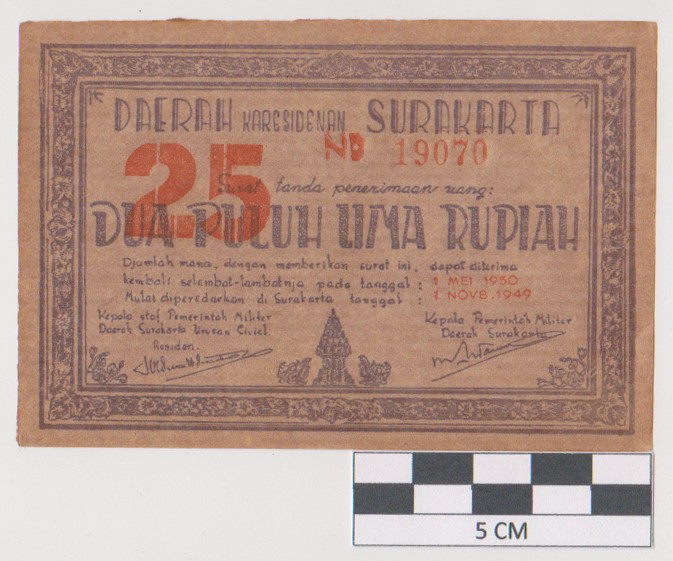 DAERAH KARESIDENAN SURAKARTA
25
No 19070
Surat tanda penerimaan uang:
DUA PULUH LIMA RUPIAH
Djumlah mana, dengan memberikan surat ini, dapat diterima
kembali selambat-lambatnja pada tanggal : 1 MEI 1950
Mulai diperedarkan di Surakarta tanggal : 1 NOVB.1949
Kepala staf Pemerintah Militer
Daerah Surakarta Urusan Civiel.
Residen.
Kepala Pemerintah Militer
Daerah Surakarta
5 CM